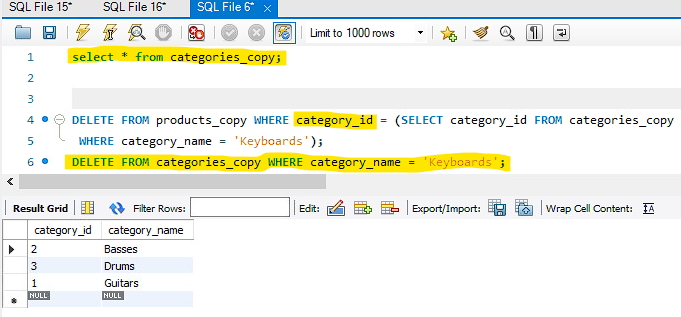 SQL File 15* SQL File 16* SQL File 6*
Limit to 1000 rows
1 select * from categories_copy;
2
3
4 DELETE FROM products_copy WHERE category_id = (SELECT category_id FROM categories_copy
5 WHERE category_name = 'Keyboards');
6 DELETE FROM categories_copy WHERE category_name = 'Keyboards';
Result Grid Filter Rows: Edit: Export/Import: Wrap Cell Content: IA
category_id category_name
2 Basses
3 Drums
1 Guitars
NULL NULL